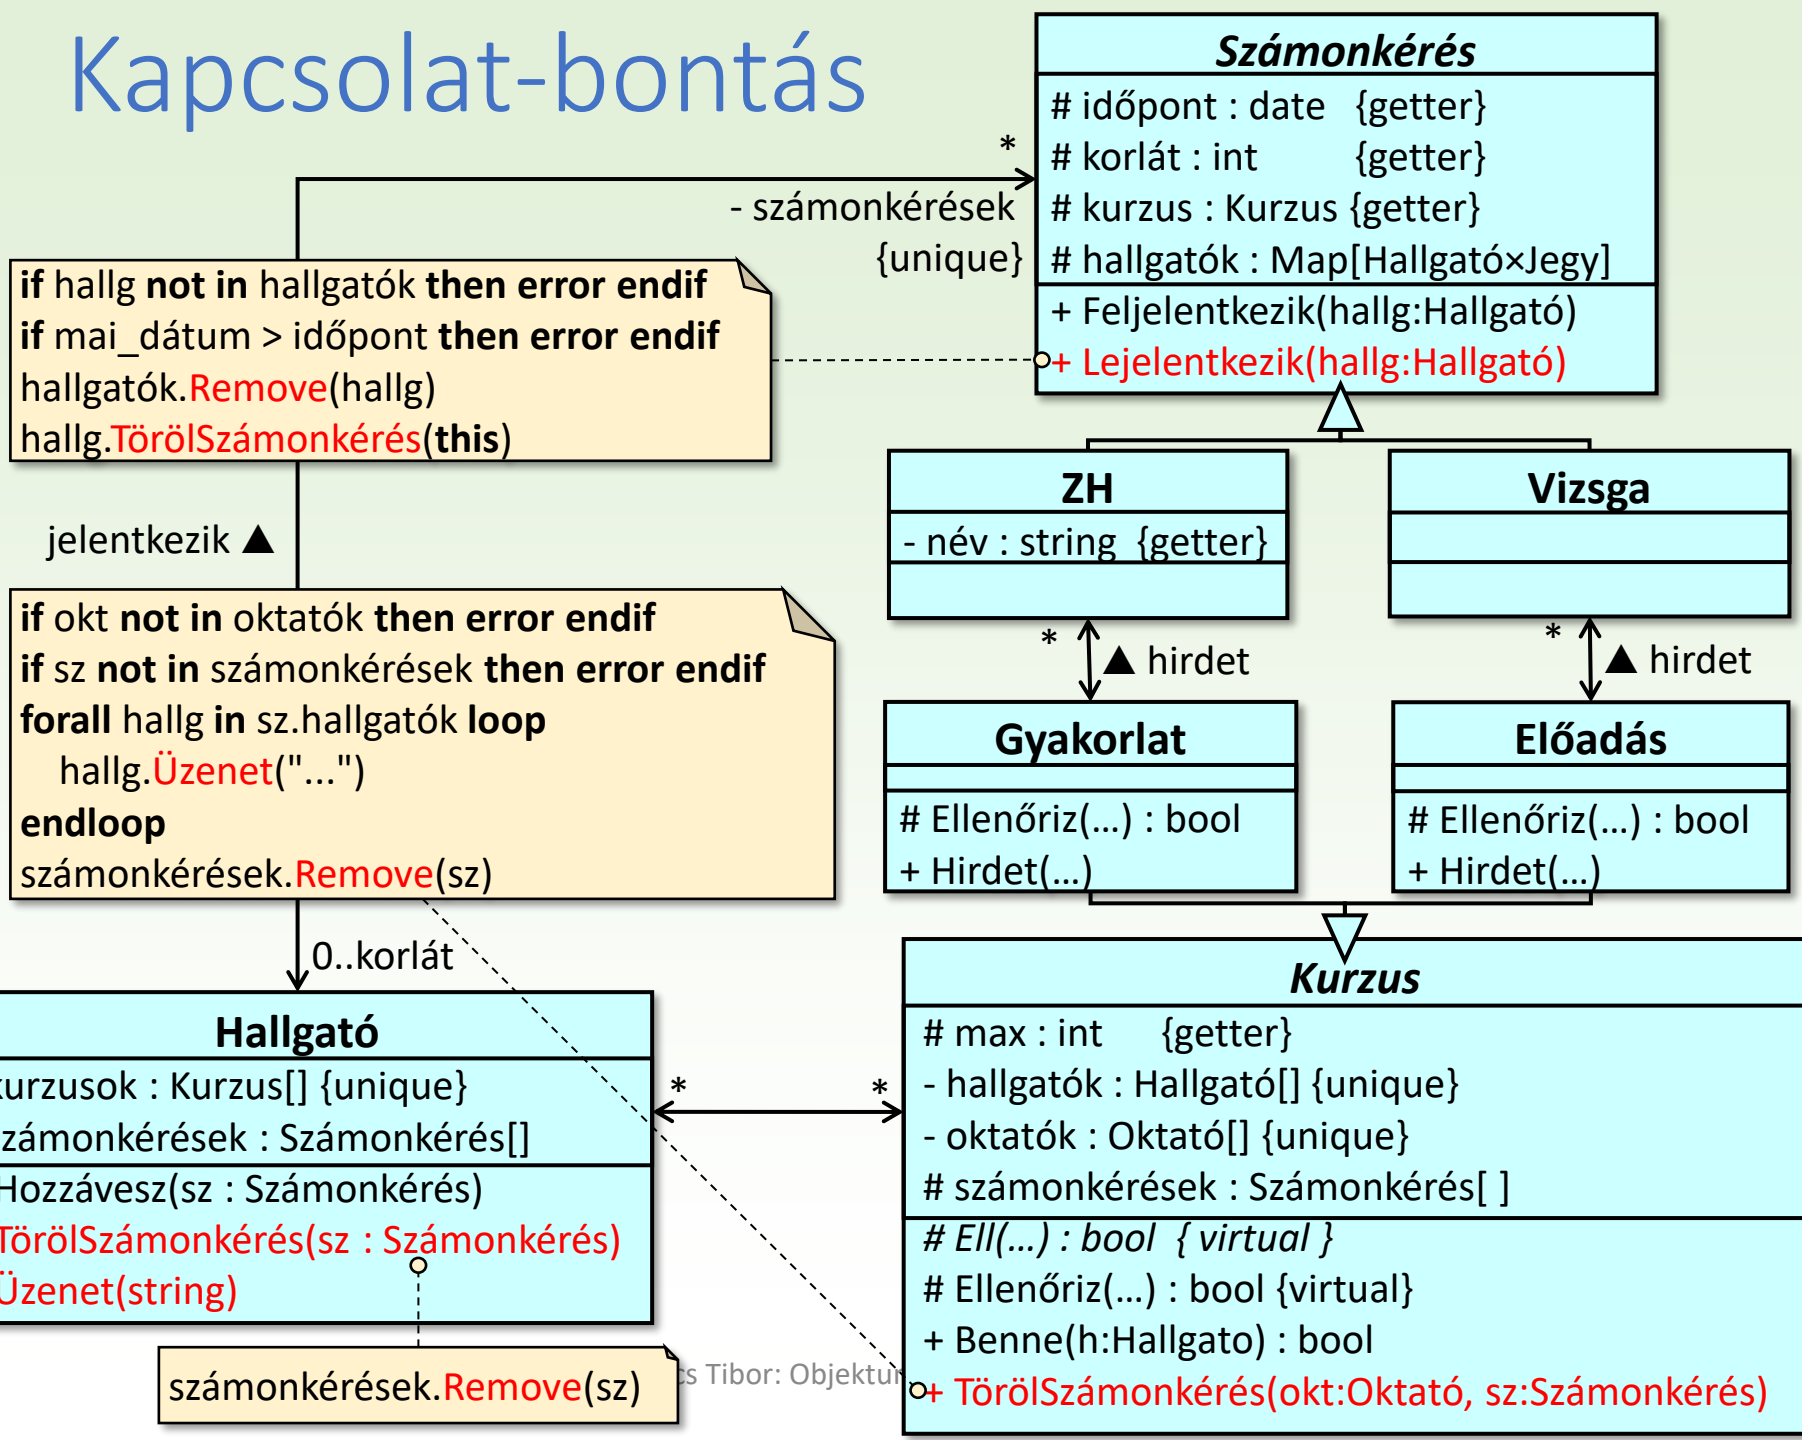 Kapcsolat-bontás
Számonkérés
# időpont : date {getter}
# korlát : int {getter}
# kurzus : Kurzus {getter}
# hallgatók : Map[Hallgató×Jegy]
+ Feljelentkezik(hallg:Hallgató)
+ Lejelentkezik(hallg:Hallgató)
*
- számonkérések
{unique}
if hallg not in hallgatók then error endif
if mai_dátum > időpont then error endif
hallgatók.Remove(hallg)
hallg.TörölSzámonkérés(this)
jelentkezik ▲
ZH
- név : string {getter}
Vizsga
* ▲ hirdet
* ▲ hirdet
if okt not in oktatók then error endif
if sz not in számonkérések then error endif
forall hallg in sz.hallgatók loop
hallg.Üzenet("...")
endloop
számonkérések.Remove(sz)
Gyakorlat
# Ellenőriz(...) : bool
+ Hirdet(...)
Előadás
# Ellenőriz(...) : bool
+ Hirdet(...)
0..korlát
Hallgató
kurzusok : Kurzus[] {unique}
zámonkérések : Számonkérés[]
Hozzávesz(sz : Számonkérés)
TörölSzámonkérés(sz : Számonkérés)
Üzenet(string)
* *
Kurzus
# max : int {getter}
- hallgatók : Hallgató[] {unique}
- oktatók : Oktató[] {unique}
# számonkérések : Számonkérés[ ]
# Ell(...) : bool { virtual }
# Ellenőriz(...) : bool {virtual}
+ Benne(h:Hallgato) : bool
+ TörölSzámonkérés(okt:Oktató, sz:Számonkérés)
számonkérések.Remove(sz)
cs Tibor: Objektu